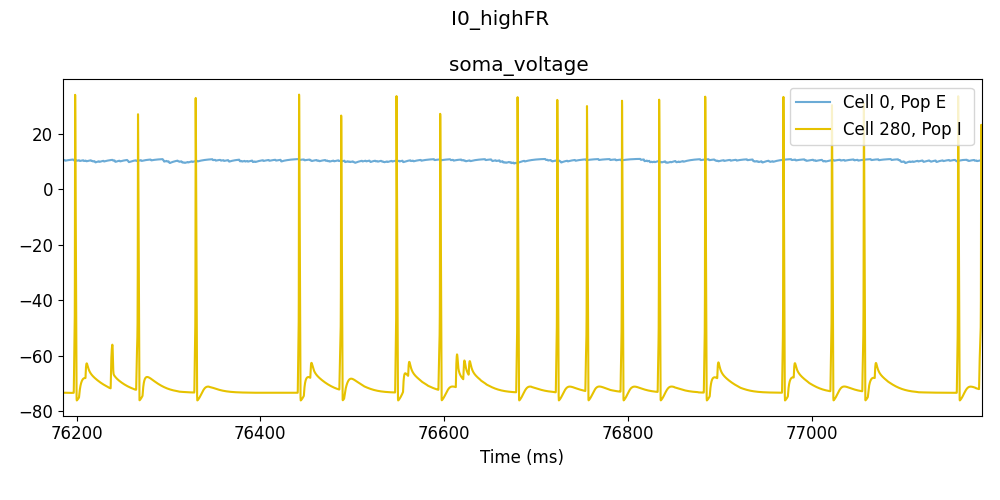 I0_highFR
soma_voltage
Cell 0, Pop E
Cell 280, Pop I
20
0
−20
−40
−60
−80
76200 76400 76600 76800 77000
Time (ms)